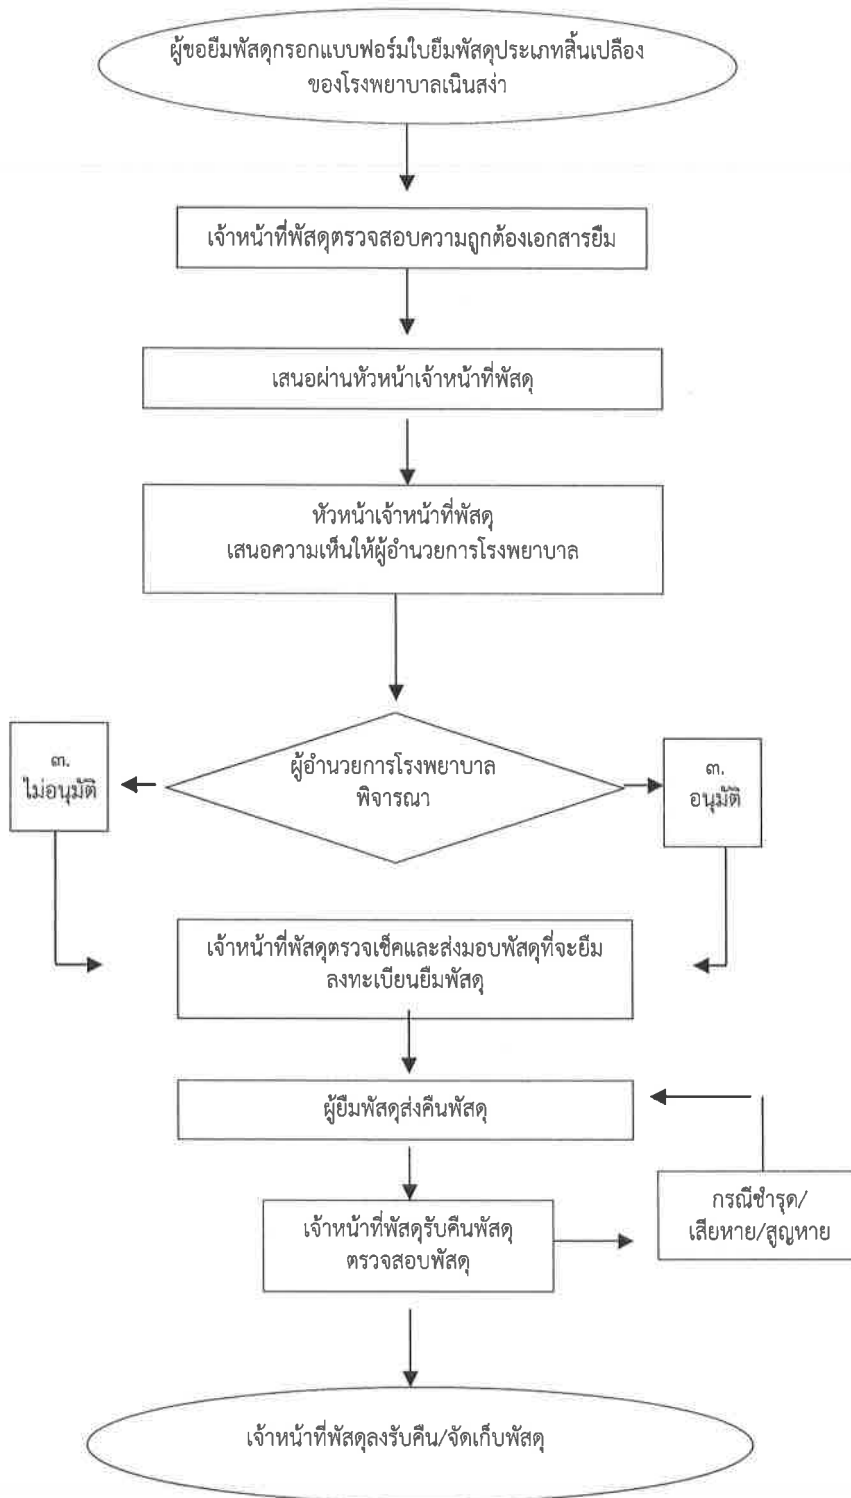 ผู้ขอยืมพัสดุกรอกแบบฟอร์มใบยืมพัสดุประเภทสิ้นเปลือง
ของโรงพยาบาลเนินสง่า
เจ้าหน้าที่พัสดุตรวจสอบความถูกต้องเอกสารยืม
เสนอผ่านหัวหน้าเจ้าหน้าที่พัสดุ
หัวหน้าเจ้าหน้าที่พัสดุ
เสนอความเห็นให้ผู้อำนวยการโรงพยาบาล
ผู้อำนวยการโรงพยาบาล
พิจารณา
๓.
ไม่อนุมัติ
๓.
อนุมัติ
เจ้าหน้าที่พัสดุตรวจเช็คและส่งมอบพัสดุที่จะยืม
ลงทะเบียนยืมพัสดุ
ผู้ยืมพัสดุส่งคืนพัสดุ
เจ้าหน้าที่พัสดุรับคืนพัสดุ
ตรวจสอบพัสดุ
กรณีชำรุด/
เสียหาย/สูญหาย
เจ้าหน้าที่พัสดุลงรับคืน/จัดเก็บพัสดุ